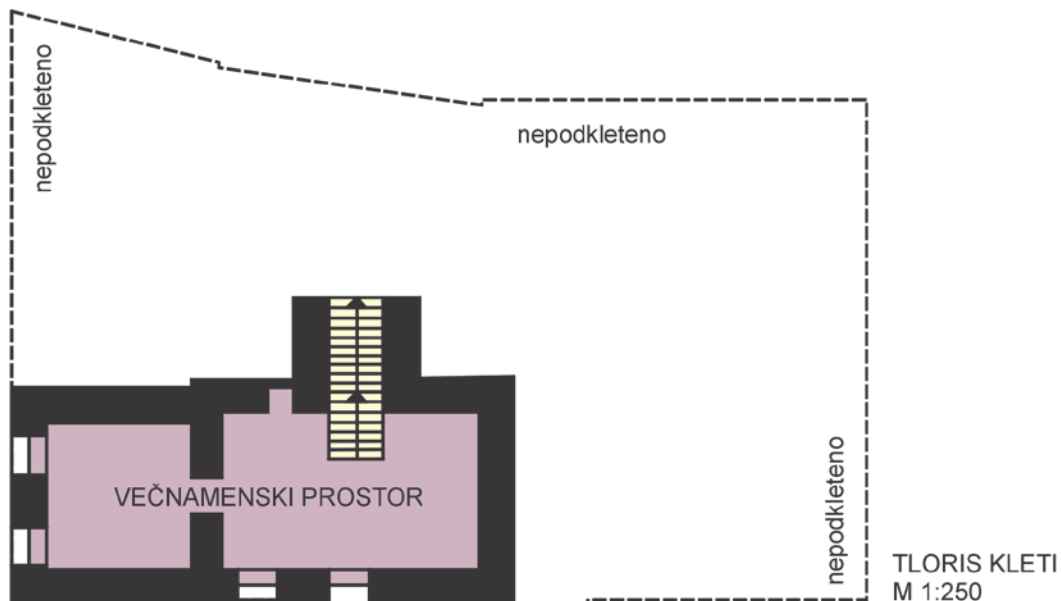 nepodkleteno
nepodkleteno
VEČNAMENSKI PROSTOR
nepodkleteno
TLORIS KLETI
M 1:250